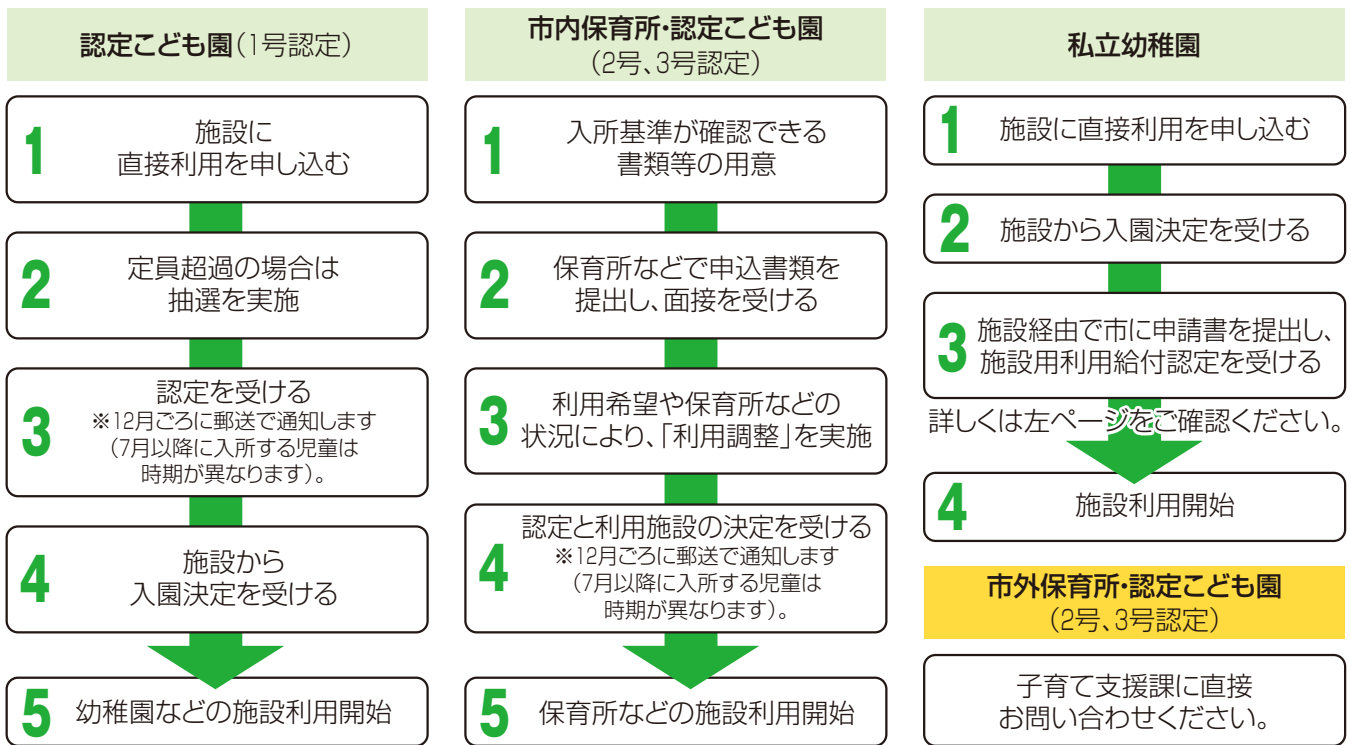 認定こども園(1号認定)
1
施設に
直接利用を申し込む
2
定員超過の場合は
抽選を実施
3
認定を受ける
※12月ごろに郵送で通知します
(7月以降に入所する児童は
時期が異なります)。
4
施設から
入園決定を受ける
5
幼稚園などの施設利用開始
市内保育所・認定こども園
(2号、3号認定)
1
入所基準が確認できる
書類等の用意
2
保育所などで申込書類を
提出し、面接を受ける
3
利用希望や保育所などの
状況により、「利用調整」を実施
4
認定と利用施設の決定を受ける
※12月ごろに郵送で通知します
(7月以降に入所する児童は
時期が異なります)。
5
保育所などの施設利用開始
私立幼稚園
1
施設に直接利用を申し込む
2
施設から入園決定を受ける
3
施設経由で市に申請書を提出し、
施設用利用給付認定を受ける
詳しくは左ページをご確認ください。
4
施設利用開始
市外保育所・認定こども園
(2号、3号認定)
子育て支援課に直接
お問い合わせください。